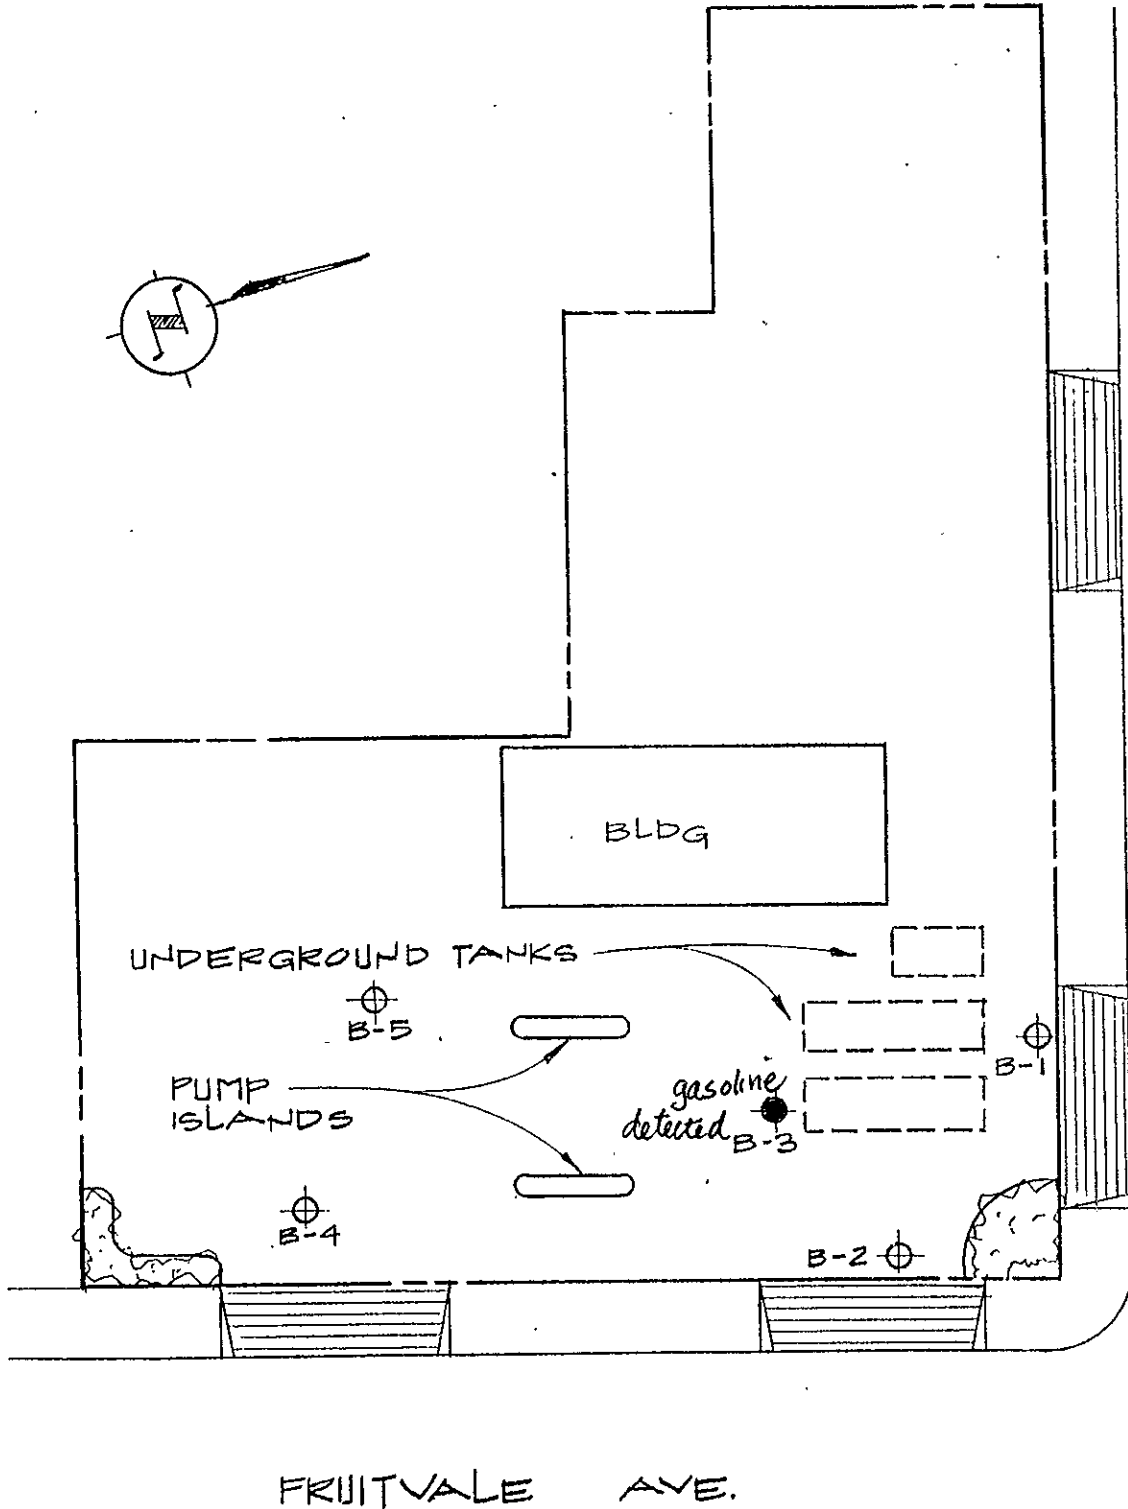 N
BLDG
UNDERGROUND TANKS
B-5
B-1
PUMP
ISLANDS
gasoline
detected
B-3
B-4
B-2
FRUITVALE AVE.